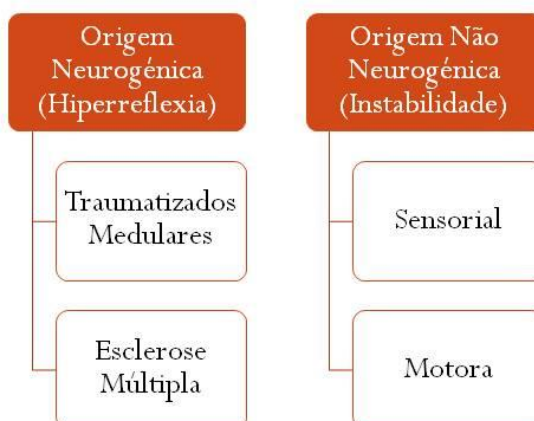 Origem
Neurogénica
(Hiperreflexia)
Traumatizados
Medulares
Esclerose
Múltipla
Origem Não
Neurogénica
(Instabilidade)
Sensorial
Motora